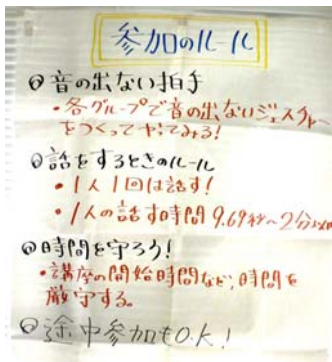 参加のルール
◎音の出ない拍手
・各グループで音の出ないジェスチャー
をつくってやってみる!
◎話をするときのルール
・1人1回は話す!
・1人の話す時間 9.69秒〜2分以内
◎時間を守ろう!
・講座の開始時間など、時間を
厳守する。
◎途中参加もO.K!